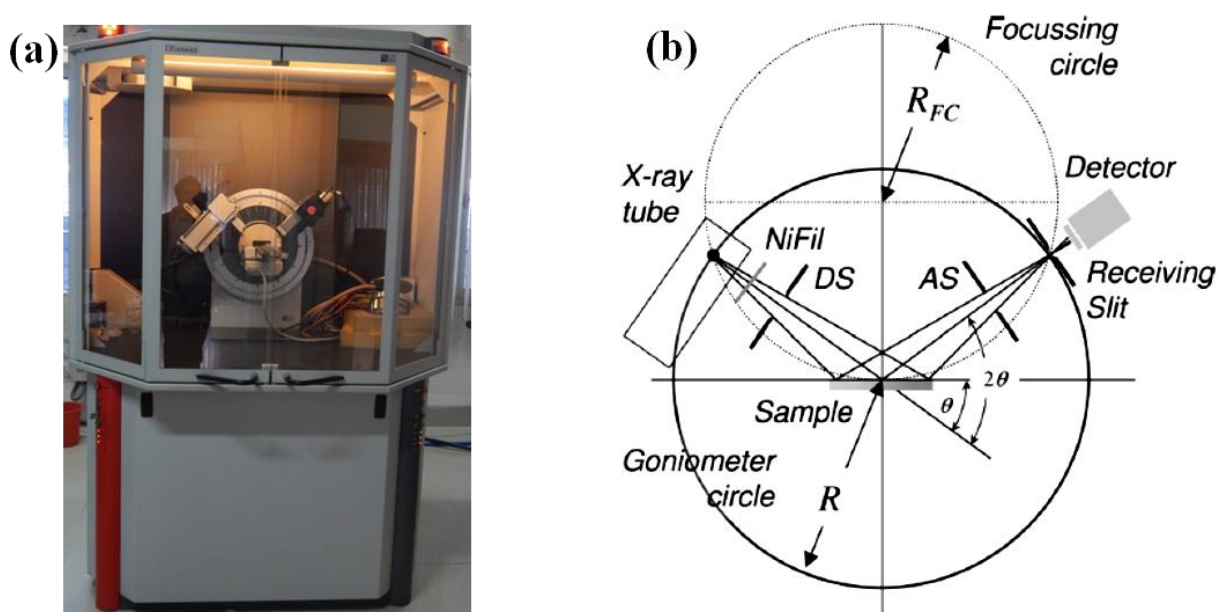 (a)
(b)
Focussing
circle
R_FC
X-ray
tube
Detector
NiFil
DS
AS
Receiving
Slit
Sample
θ
2θ
Goniometer
circle
R